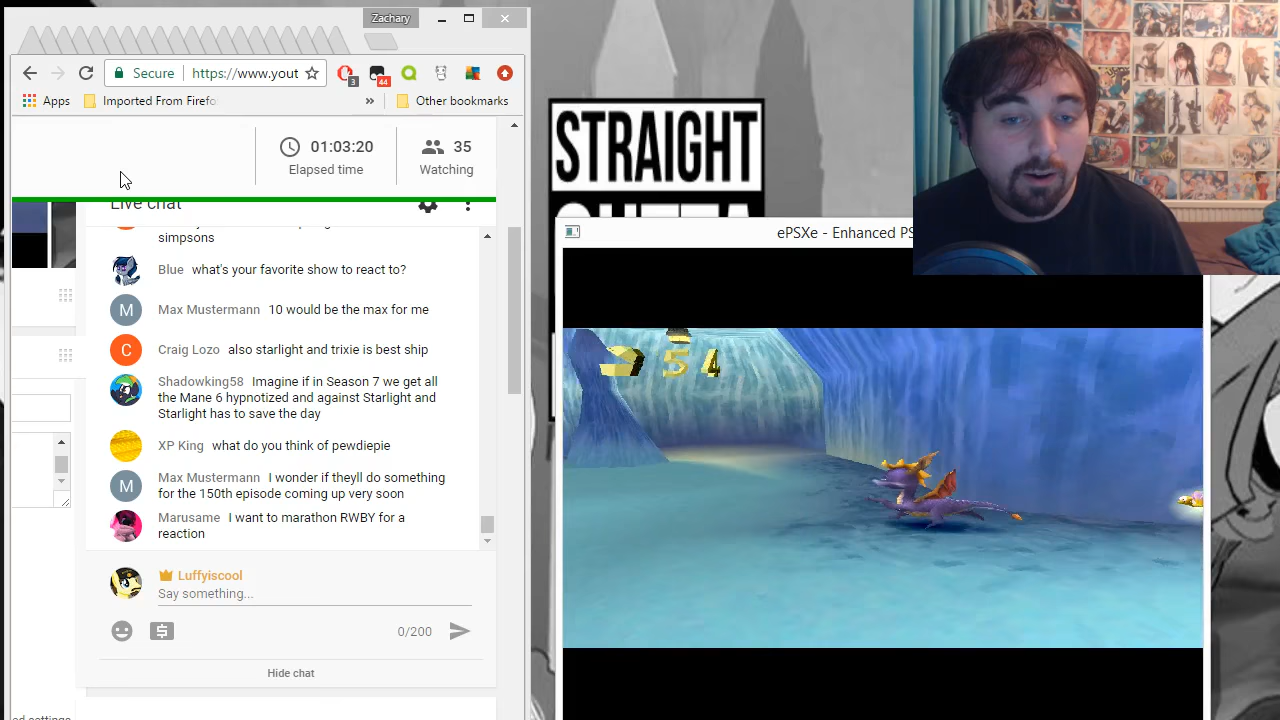 Zachary
Secure https://www.yout
3
44
Apps Imported From Firefo » Other bookmarks
01:03:20 35
Elapsed time Watching
Live chat
simpsons
Blue what's your favorite show to react to?
M Max Mustermann 10 would be the max for me
C Craig Lozo also starlight and trixie is best ship
Shadowking58 Imagine if in Season 7 we get all
the Mane 6 hypnotized and against Starlight and
Starlight has to save the day
XP King what do you think of pewdiepie
M Max Mustermann I wonder if theyll do something
for the 150th episode coming up very soon
Marusame I want to marathon RWBY for a
reaction
Luffyiscool
Say something...
0/200
Hide chat
ed settings
STRAIGHT
OUTTA
ePSXe - Enhanced PS
54